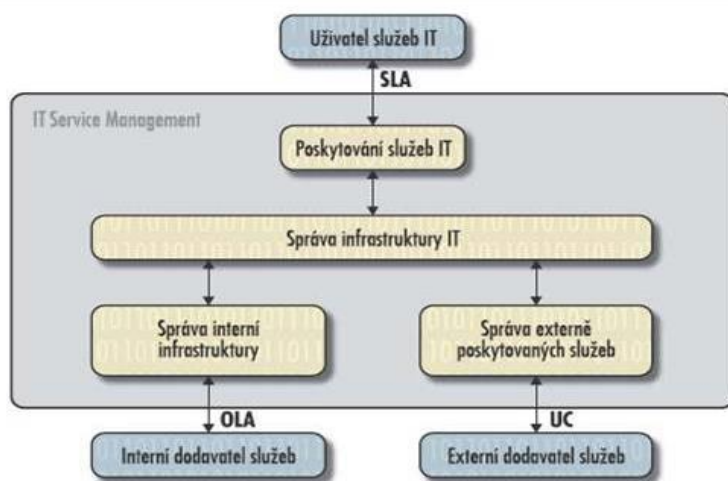 Uživatel služeb IT
SLA
IT Service Management
Poskytování služeb IT
Správa infrastruktury IT
Správa interní
infrastruktury
Správa externě
poskytovaných služeb
OLA
UC
Interní dodavatel služeb
Externí dodavatel služeb